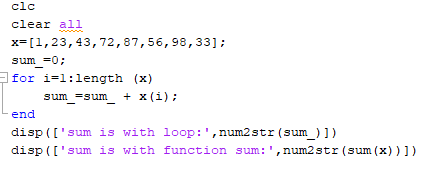 clc
clear all
x=[1,23,43,72,87,56,98,33];
sum_=0;
for i=1:length (x)
    sum_=sum_ + x(i);
end
disp(['sum is with loop:',num2str(sum_)])
disp(['sum is with function sum:',num2str(sum(x))])